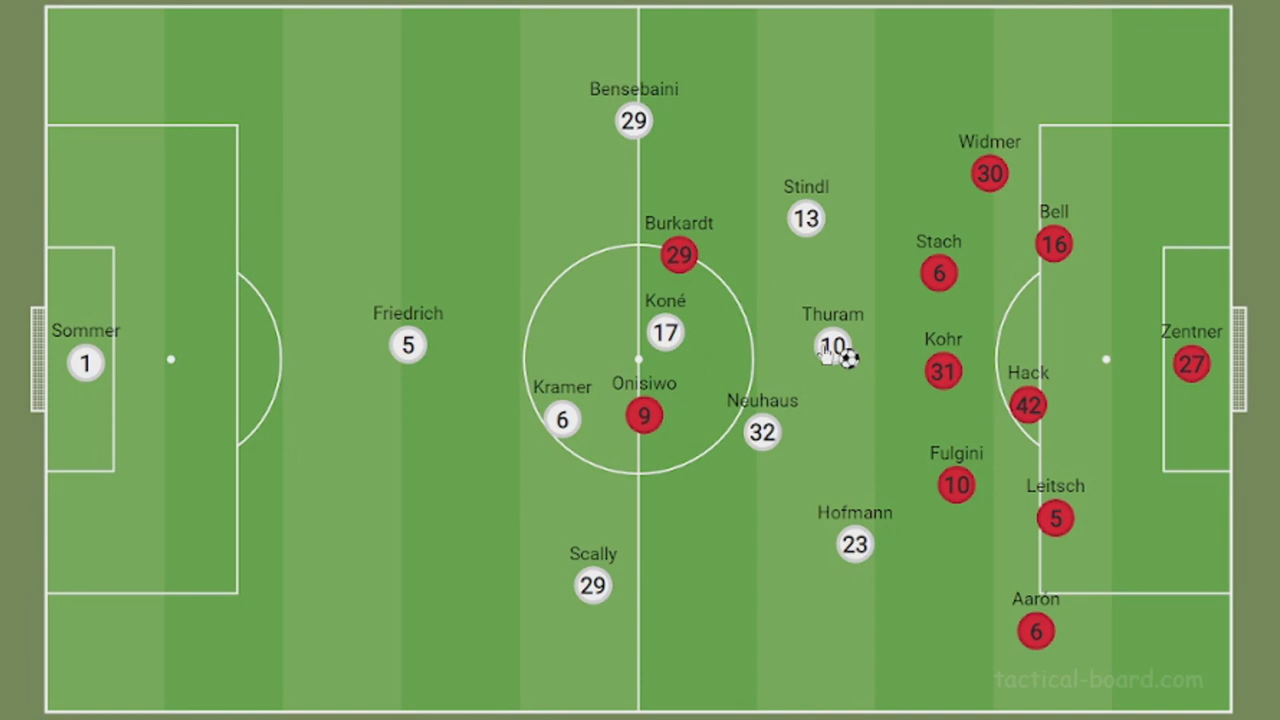 Bensebaini
29
Widmer
30
Stindl
13
Bell
16
Burkardt
29
Stach
6
Koné
17
Friedrich
5
Thuram
10
Sommer
1
Zentner
27
Kohr
31
Hack
42
Kramer
6
Onisiwo
9
Neuhaus
32
Fulgini
10
Leitsch
5
Hofmann
23
Scally
29
Aarón
6
tactical-board.com